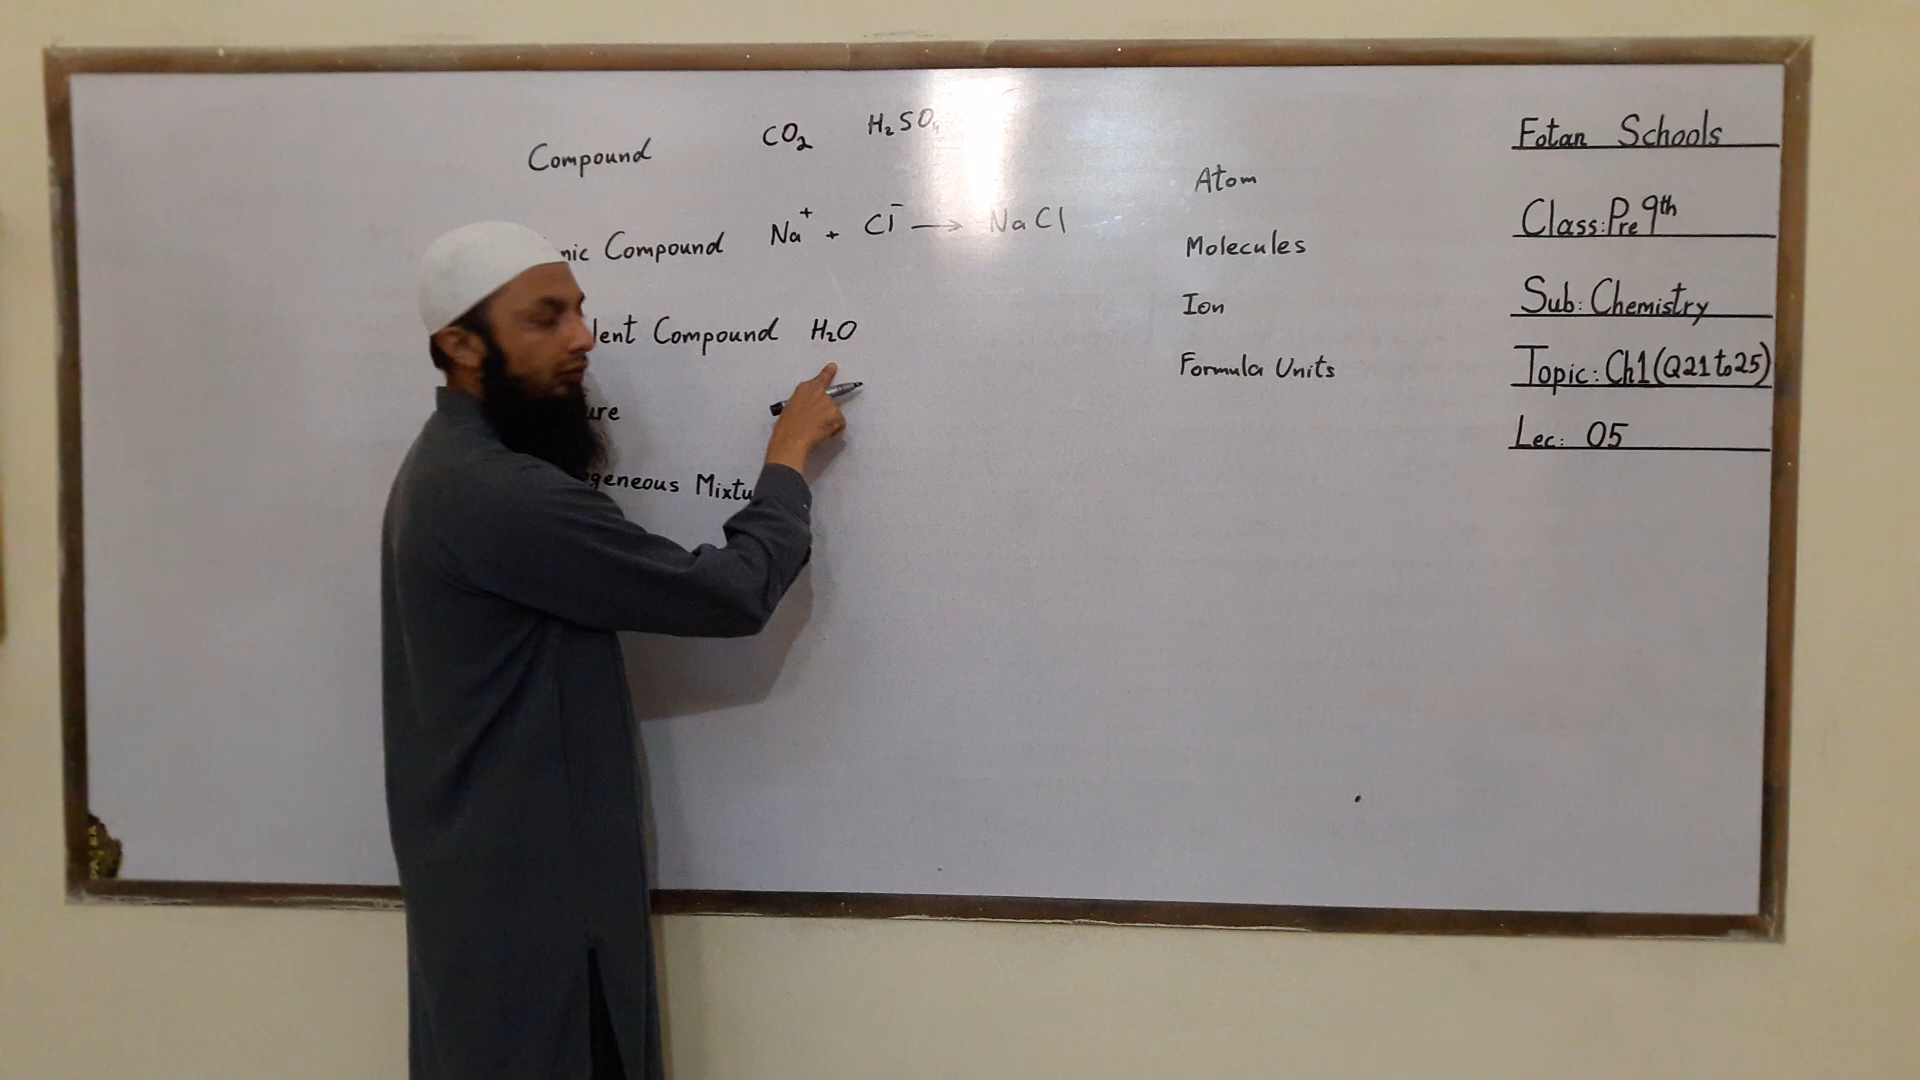 Compound CO₂ H₂SO₄
nic Compound Na⁺ + Cl⁻ → NaCl
lent Compound H₂O
ure
geneous Mixtu
Atom
Molecules
Ion
Formula Units
Fotan Schools
Class: Pre 9th
Sub: Chemistry
Topic: Ch1 (Q21 to 25)
Lec: 05